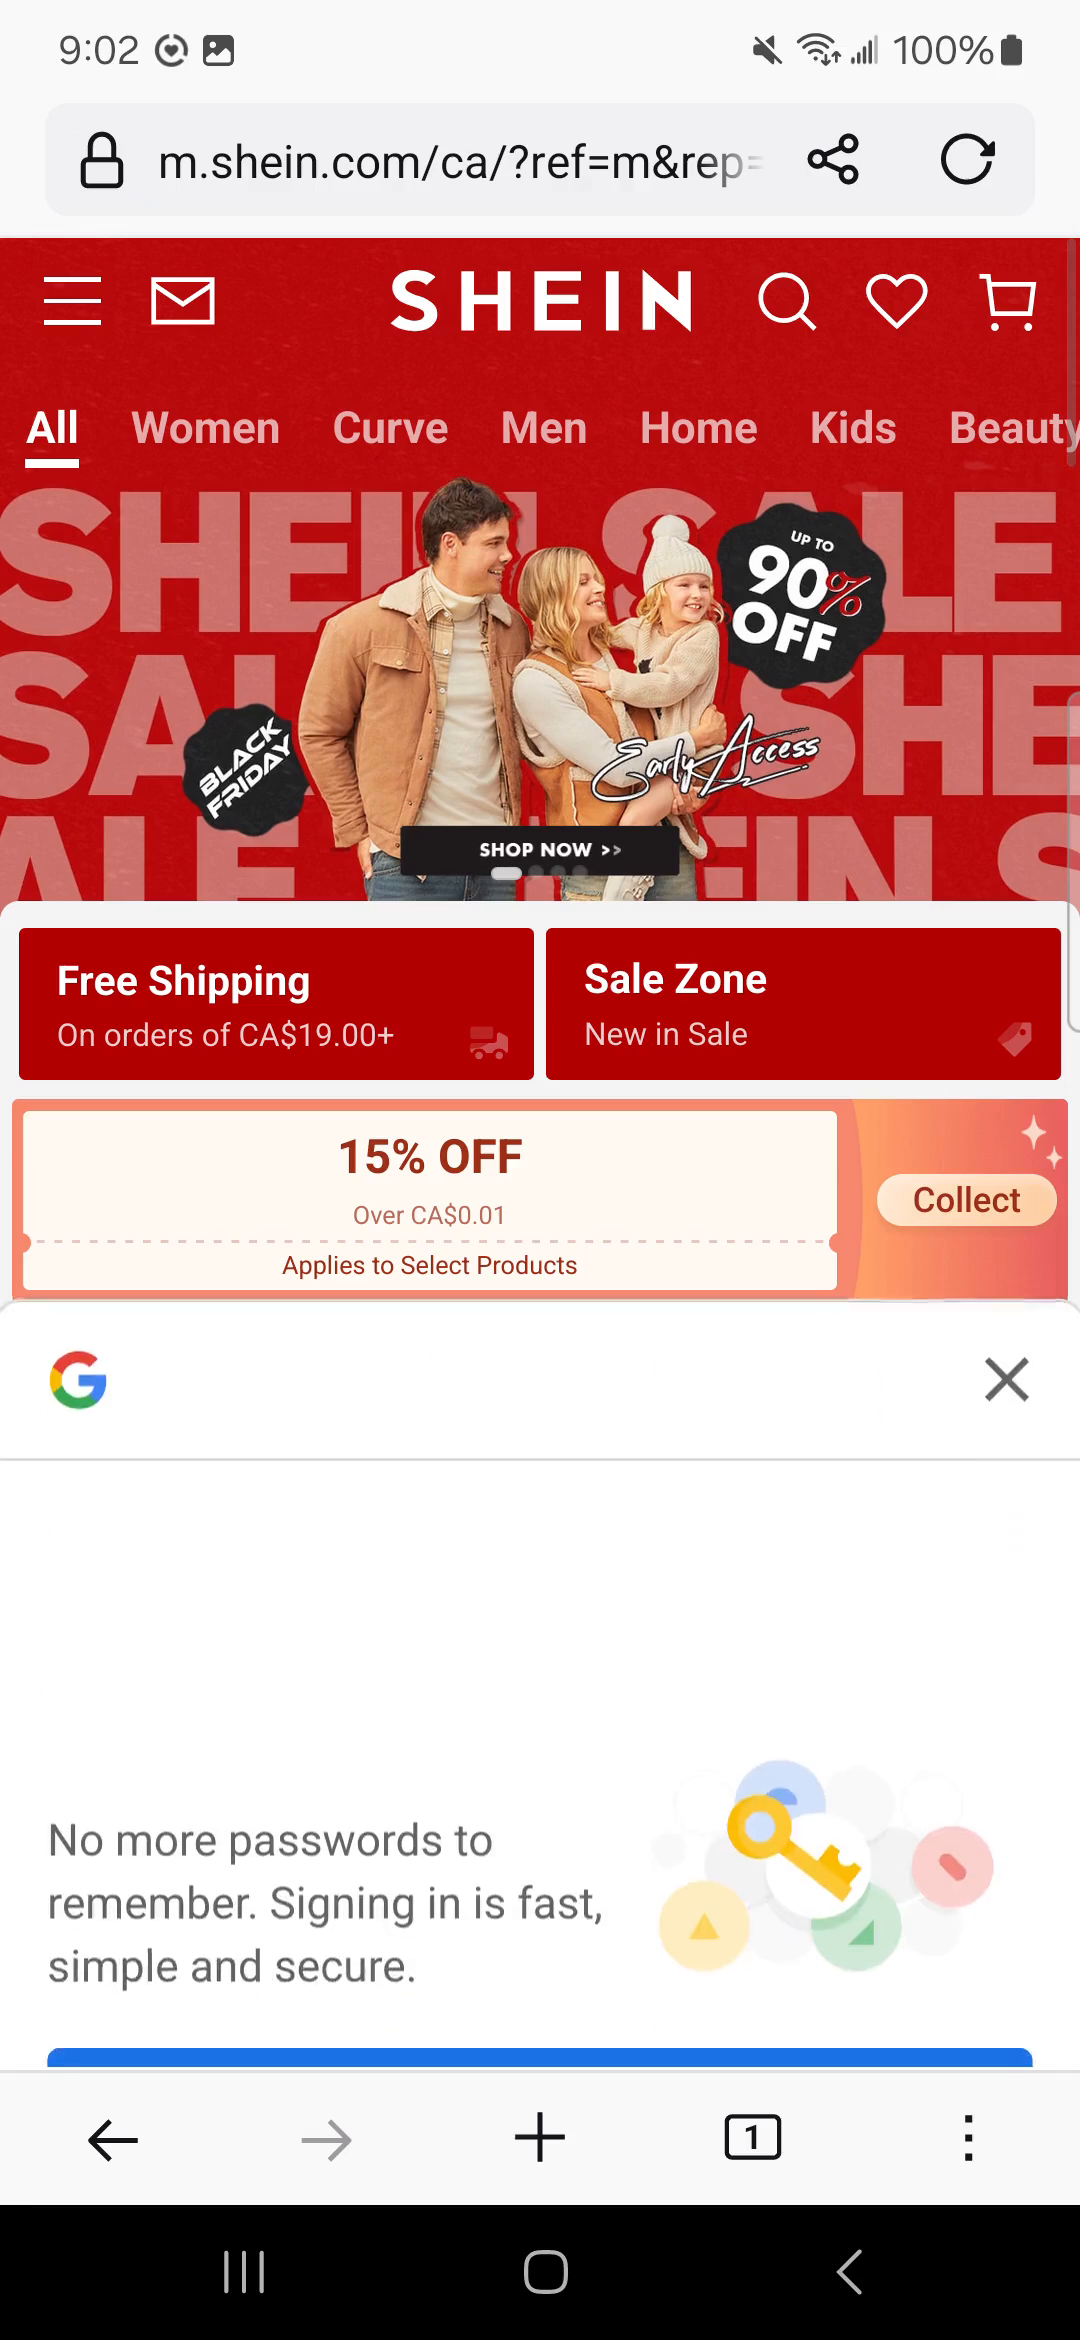 9:02
100%
m.shein.com/ca/?ref=m&rep=
SHEIN
All Women Curve Men Home Kids Beauty
SHEIN SALE
UP TO
90%
OFF
SALE SHE
BLACK
FRIDAY
Early Access
ALE EIN S
SHOP NOW >>
Free Shipping
On orders of CA$19.00+
Sale Zone
New in Sale
15% OFF
Over CA$0.01
Applies to Select Products
Collect
No more passwords to
remember. Signing in is fast,
simple and secure.
1